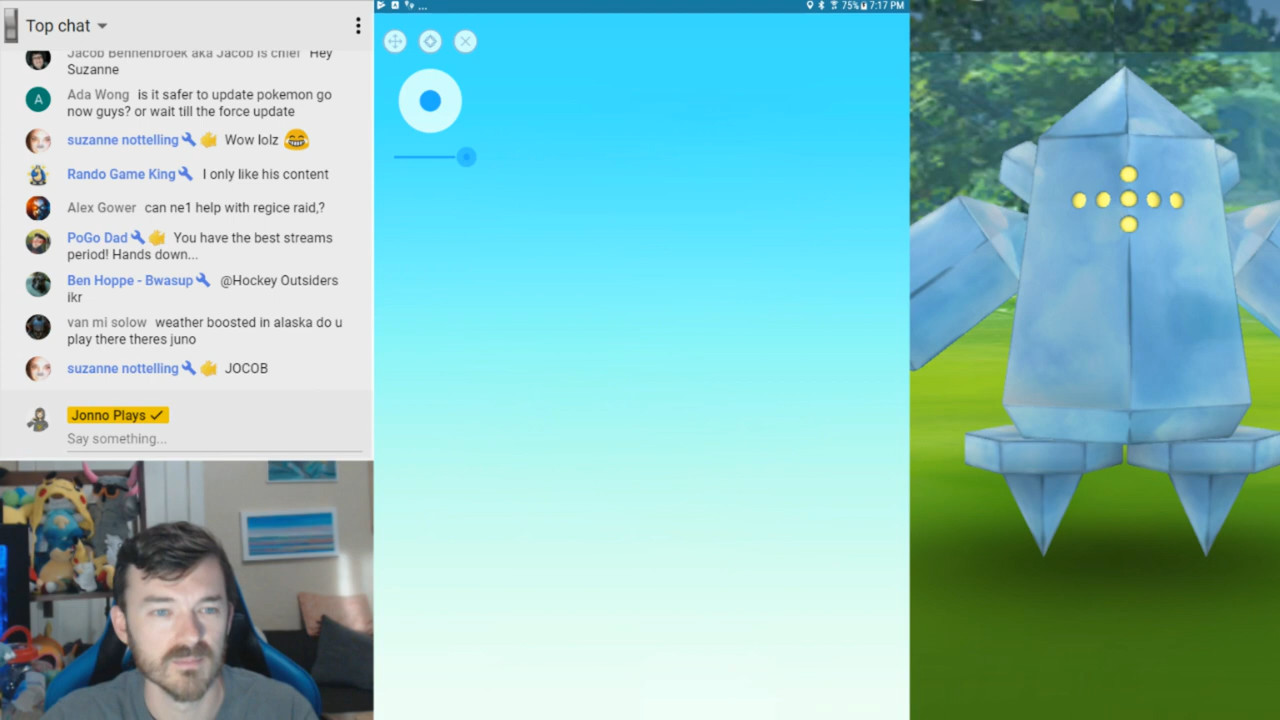 Top chat
Jacob Bennenbroek aka Jacob is chief Hey
Suzanne
A Ada Wong is it safer to update pokemon go
now guys? or wait till the force update
suzanne nottelling Wow lolz
Rando Game King I only like his content
Alex Gower can ne1 help with regice raid,?
PoGo Dad You have the best streams
period! Hands down...
Ben Hoppe - Bwasup @Hockey Outsiders
ikr
van mi solow weather boosted in alaska do u
play there theres juno
suzanne nottelling JOCOB
Jonno Plays
Say something...
... 75% 7:17 PM